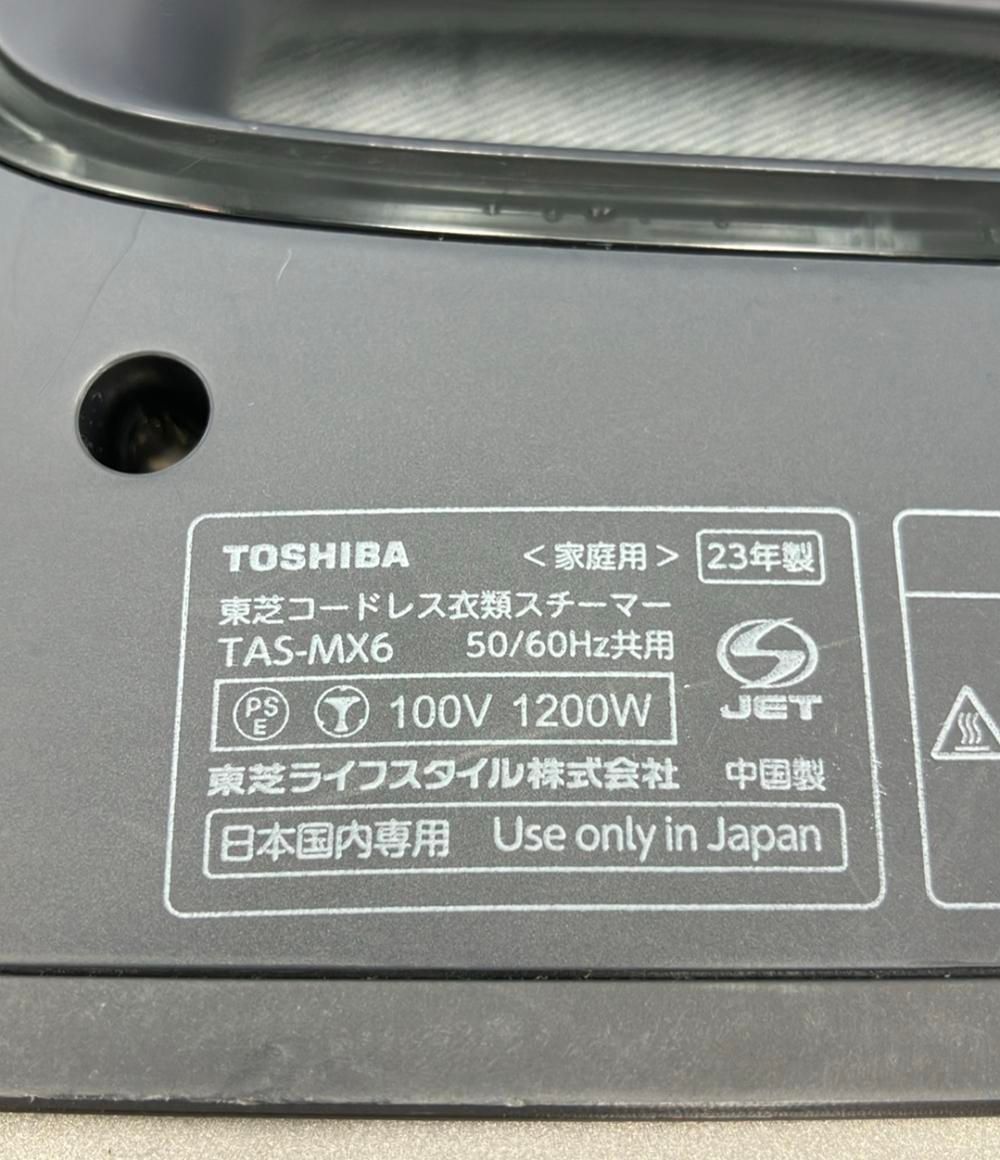 TOSHIBA <家庭用> 23年製
東芝コードレス衣類スチーマー
TAS-MX6 50/60Hz共用
JET
PSE 100V 1200W
東芝ライフスタイル株式会社 中国製
日本国内専用 Use only in Japan